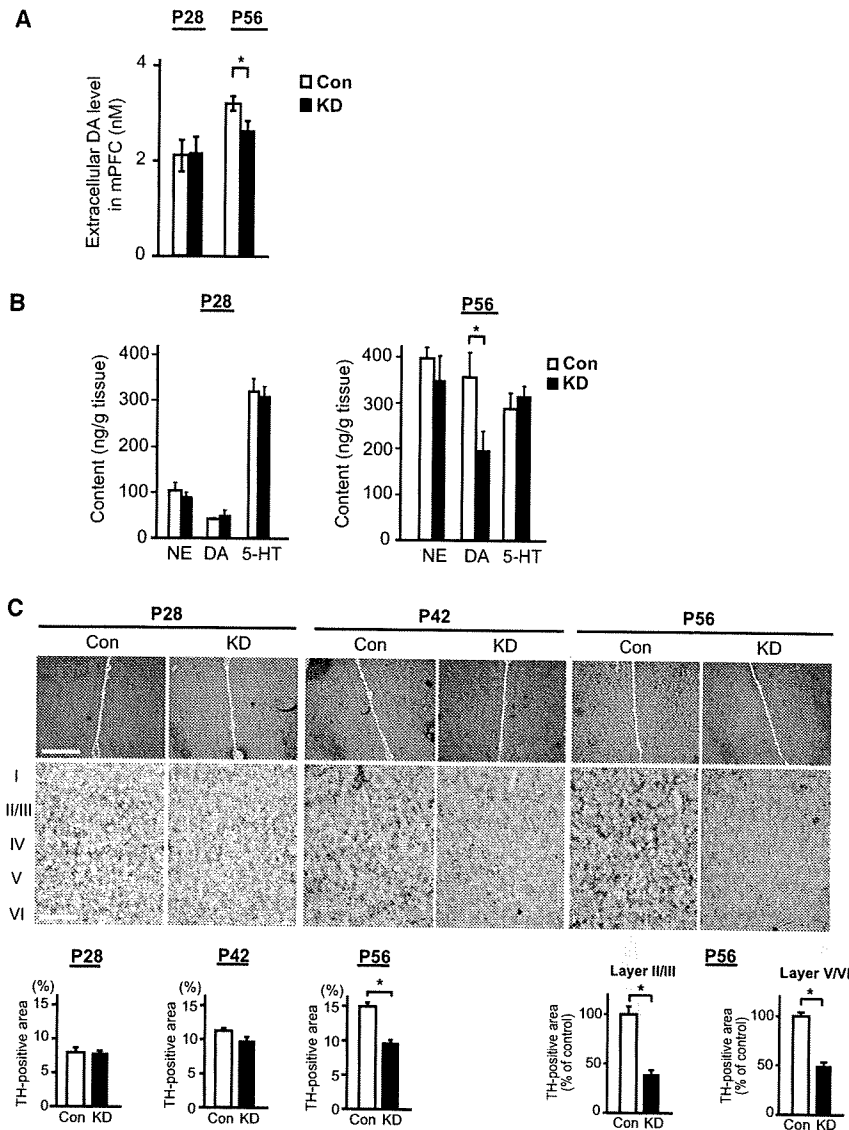 A
P28 P56
Extracellular DA level
in mPFC (nM)
4
2
0
*
Con
KD
B
P28
Content (ng/g tissue)
400
300
200
100
0
NE DA 5-HT
P56
Content (ng/g tissue)
400
300
200
100
0
*
NE DA 5-HT
Con
KD
C
P28 P42 P56
Con KD Con KD Con KD
I
II/III
IV
V
VI
P28
(%)
TH-positive area
15
10
5
0
Con KD
P42
(%)
TH-positive area
15
10
5
0
Con KD
P56
(%)
TH-positive area
15
10
5
0
*
Con KD
P56
Layer II/III
TH-positive area
(% of control)
100
50
0
*
Con KD
Layer V/VI
TH-positive area
(% of control)
100
50
0
*
Con KD